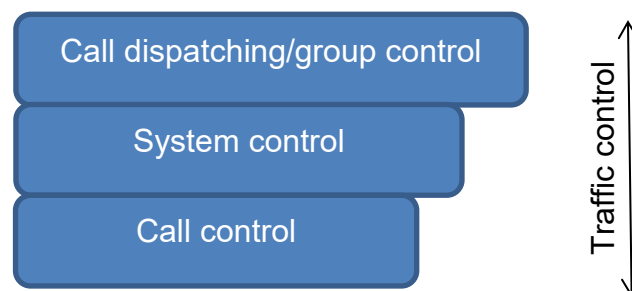 Call dispatching/group control
System control
Call control
Traffic control